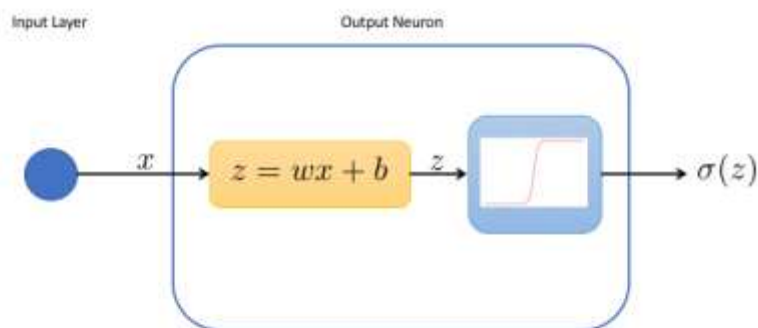 Input Layer
Output Neuron
x
z = wx + b
z
σ(z)